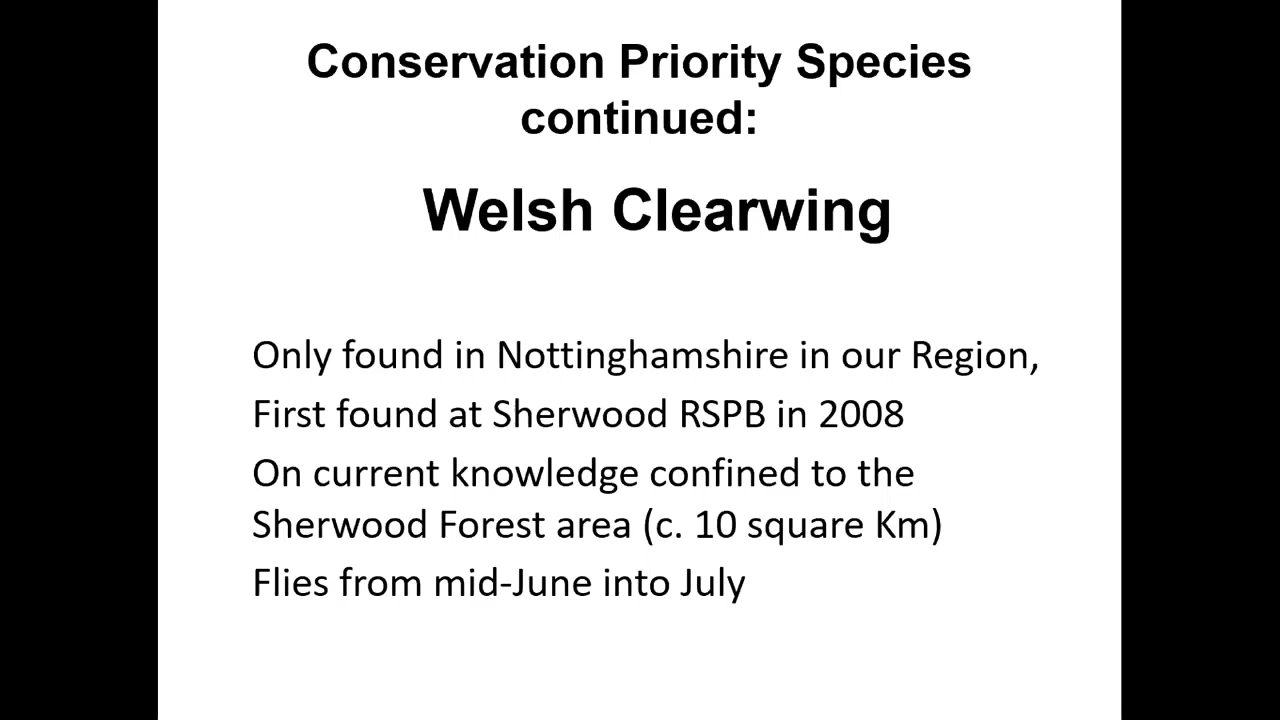 Conservation Priority Species
continued:
Welsh Clearwing
Only found in Nottinghamshire in our Region,
First found at Sherwood RSPB in 2008
On current knowledge confined to the
Sherwood Forest area (c. 10 square Km)
Flies from mid-June into July